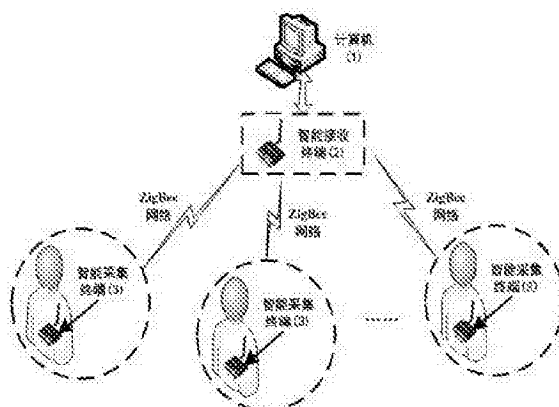 计算机
(1)
智能接收
终端(2)
ZigBee
网络
ZigBee
网络
ZigBee
网络
智能采集
终端(3)
智能采集
终端(3)
智能采集
终端(3)
......